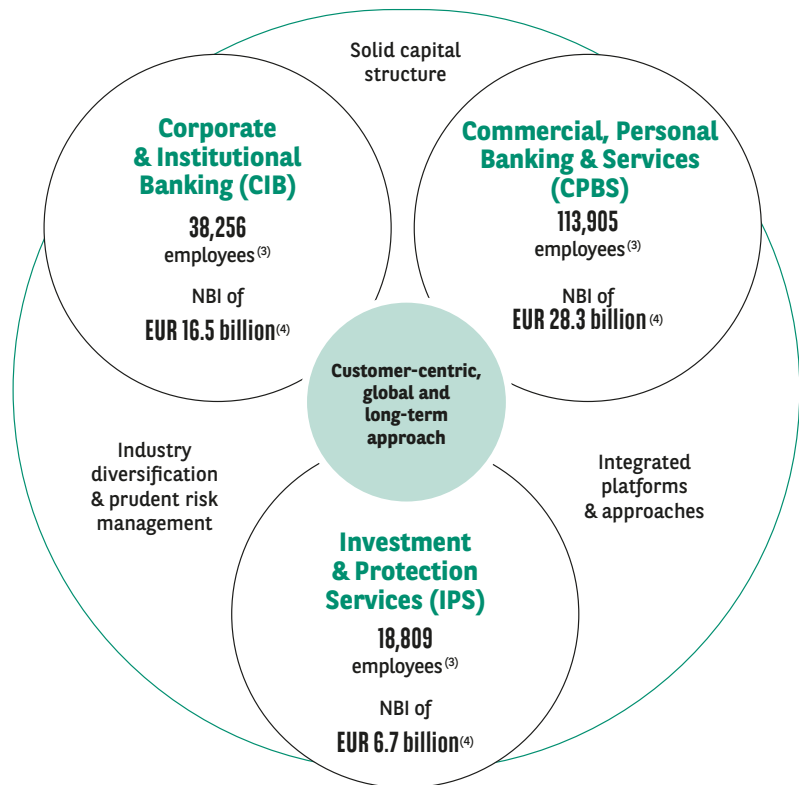 Solid capital
structure
Corporate
& Institutional
Banking (CIB)
38,256
employees (3)
NBI of
EUR 16.5 billion(4)
Commercial, Personal
Banking & Services
(CPBS)
113,905
employees (3)
NBI of
EUR 28.3 billion (4)
Customer-centric,
global and
long-term
approach
Industry
diversification
& prudent risk
management
Integrated
platforms
& approaches
Investment
& Protection
Services (IPS)
18,809
employees (3)
NBI of
EUR 6.7 billion(4)